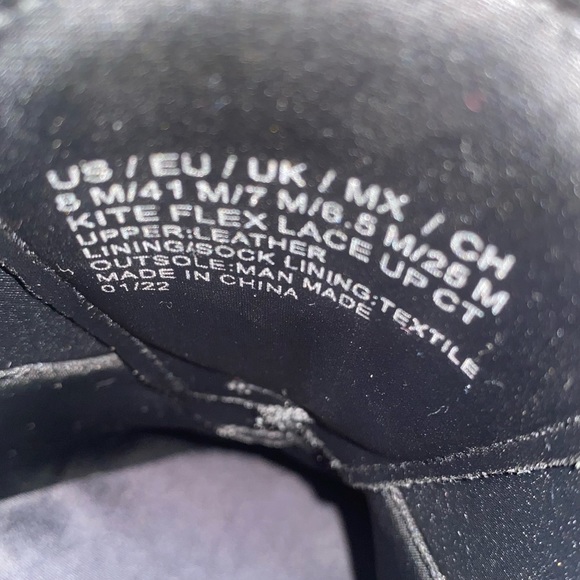 US / EU / UK / MX / CH
8 M/41 M/7 M/6.5 M/26 M
KITE FLEX LACE UP CT
UPPER:LEATHER
LINING/SOCK LINING:TEXTILE
OUTSOLE:MAN MADE
MADE IN CHINA
01/22